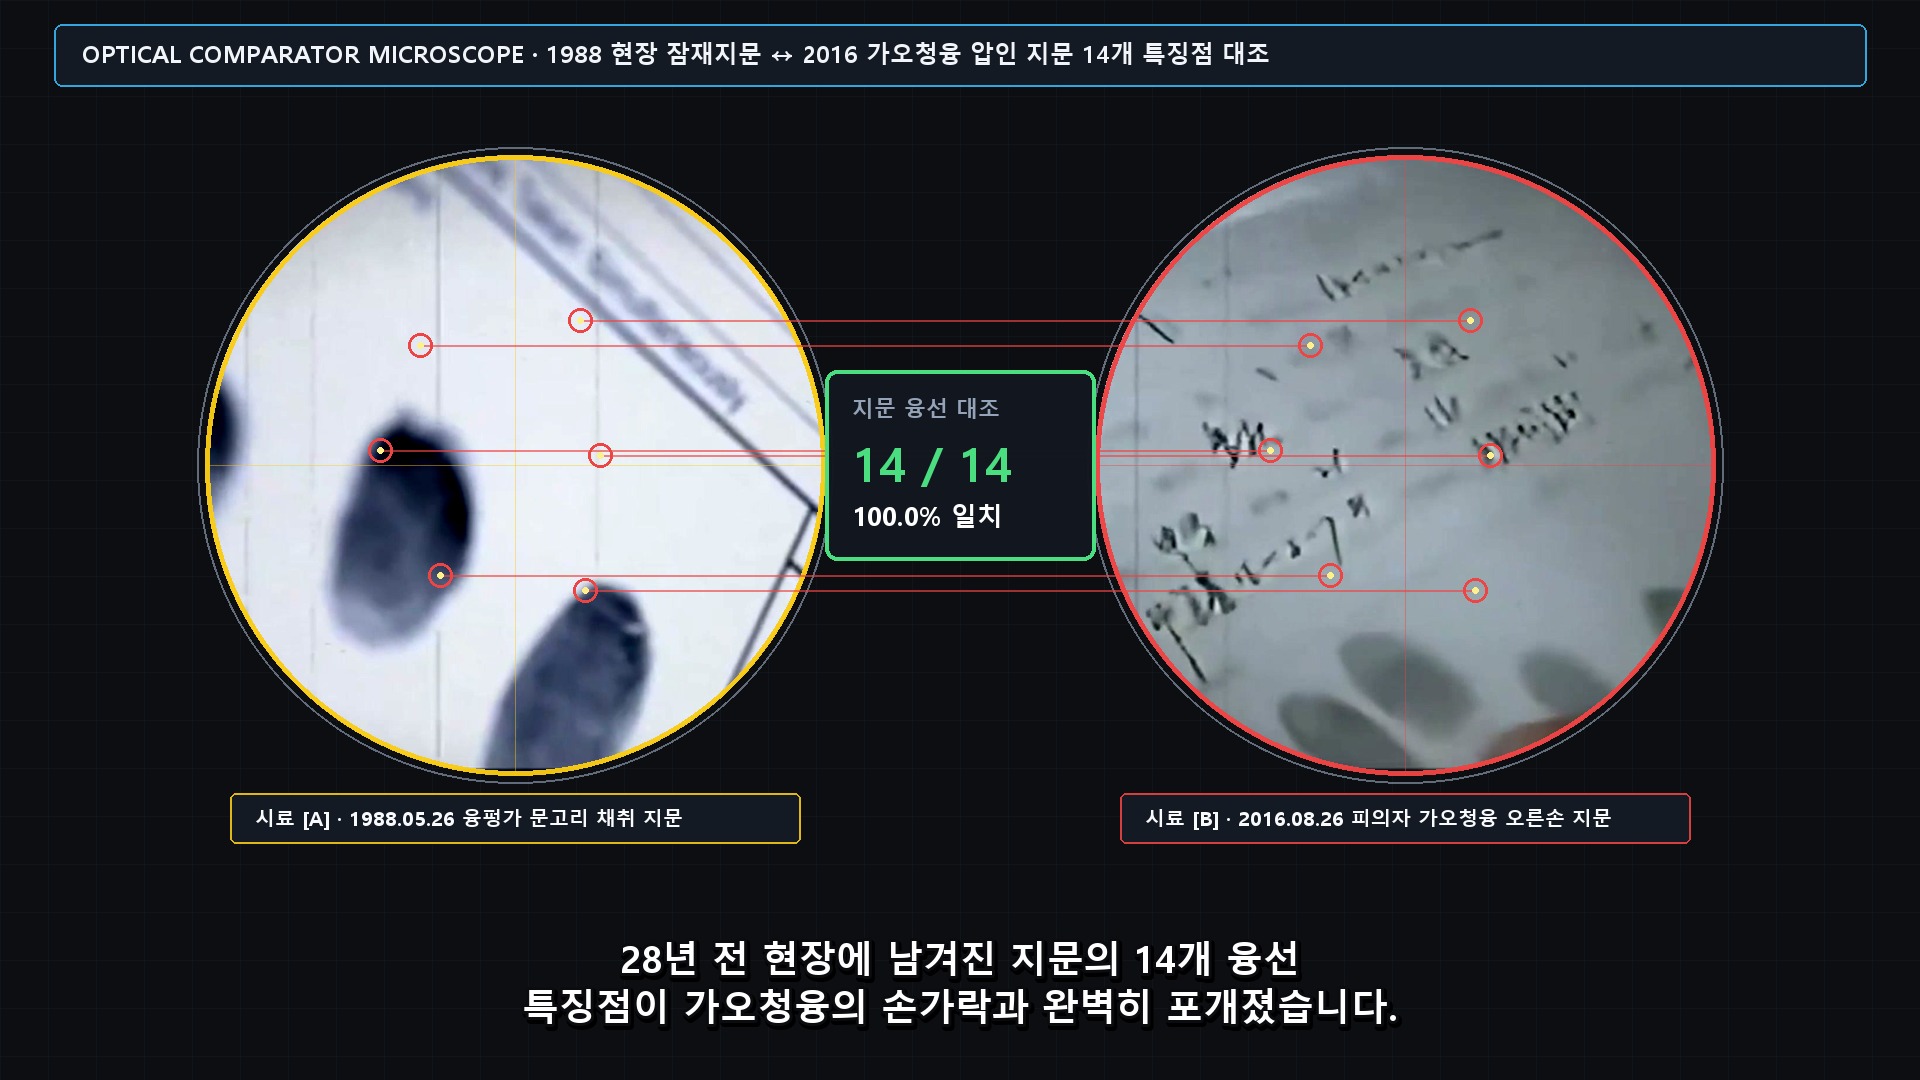 OPTICAL COMPARATOR MICROSCOPE · 1988 현장 잠재지문 ↔ 2016 가오청융 압인 지문 14개 특징점 대조
지문 융선 대조
14 / 14
100.0% 일치
시료 [A] · 1988.05.26 융펑가 문고리 채취 지문
시료 [B] · 2016.08.26 피의자 가오청융 오른손 지문
28년 전 현장에 남겨진 지문의 14개 융선
특징점이 가오청융의 손가락과 완벽히 포개졌습니다.